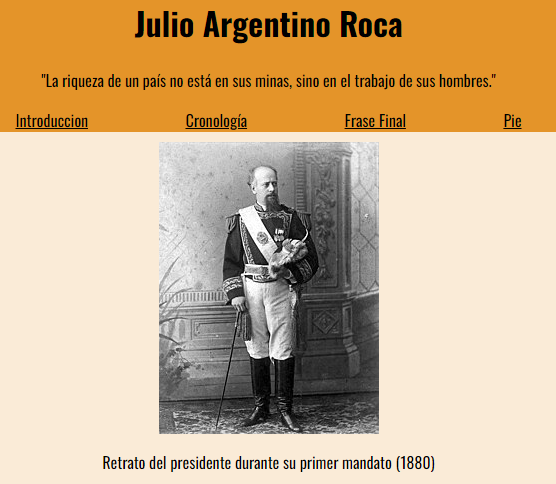 Julio Argentino Roca
"La riqueza de un país no está en sus minas, sino en el trabajo de sus hombres."
Introduccion Cronología Frase Final Pie
Retrato del presidente durante su primer mandato (1880)